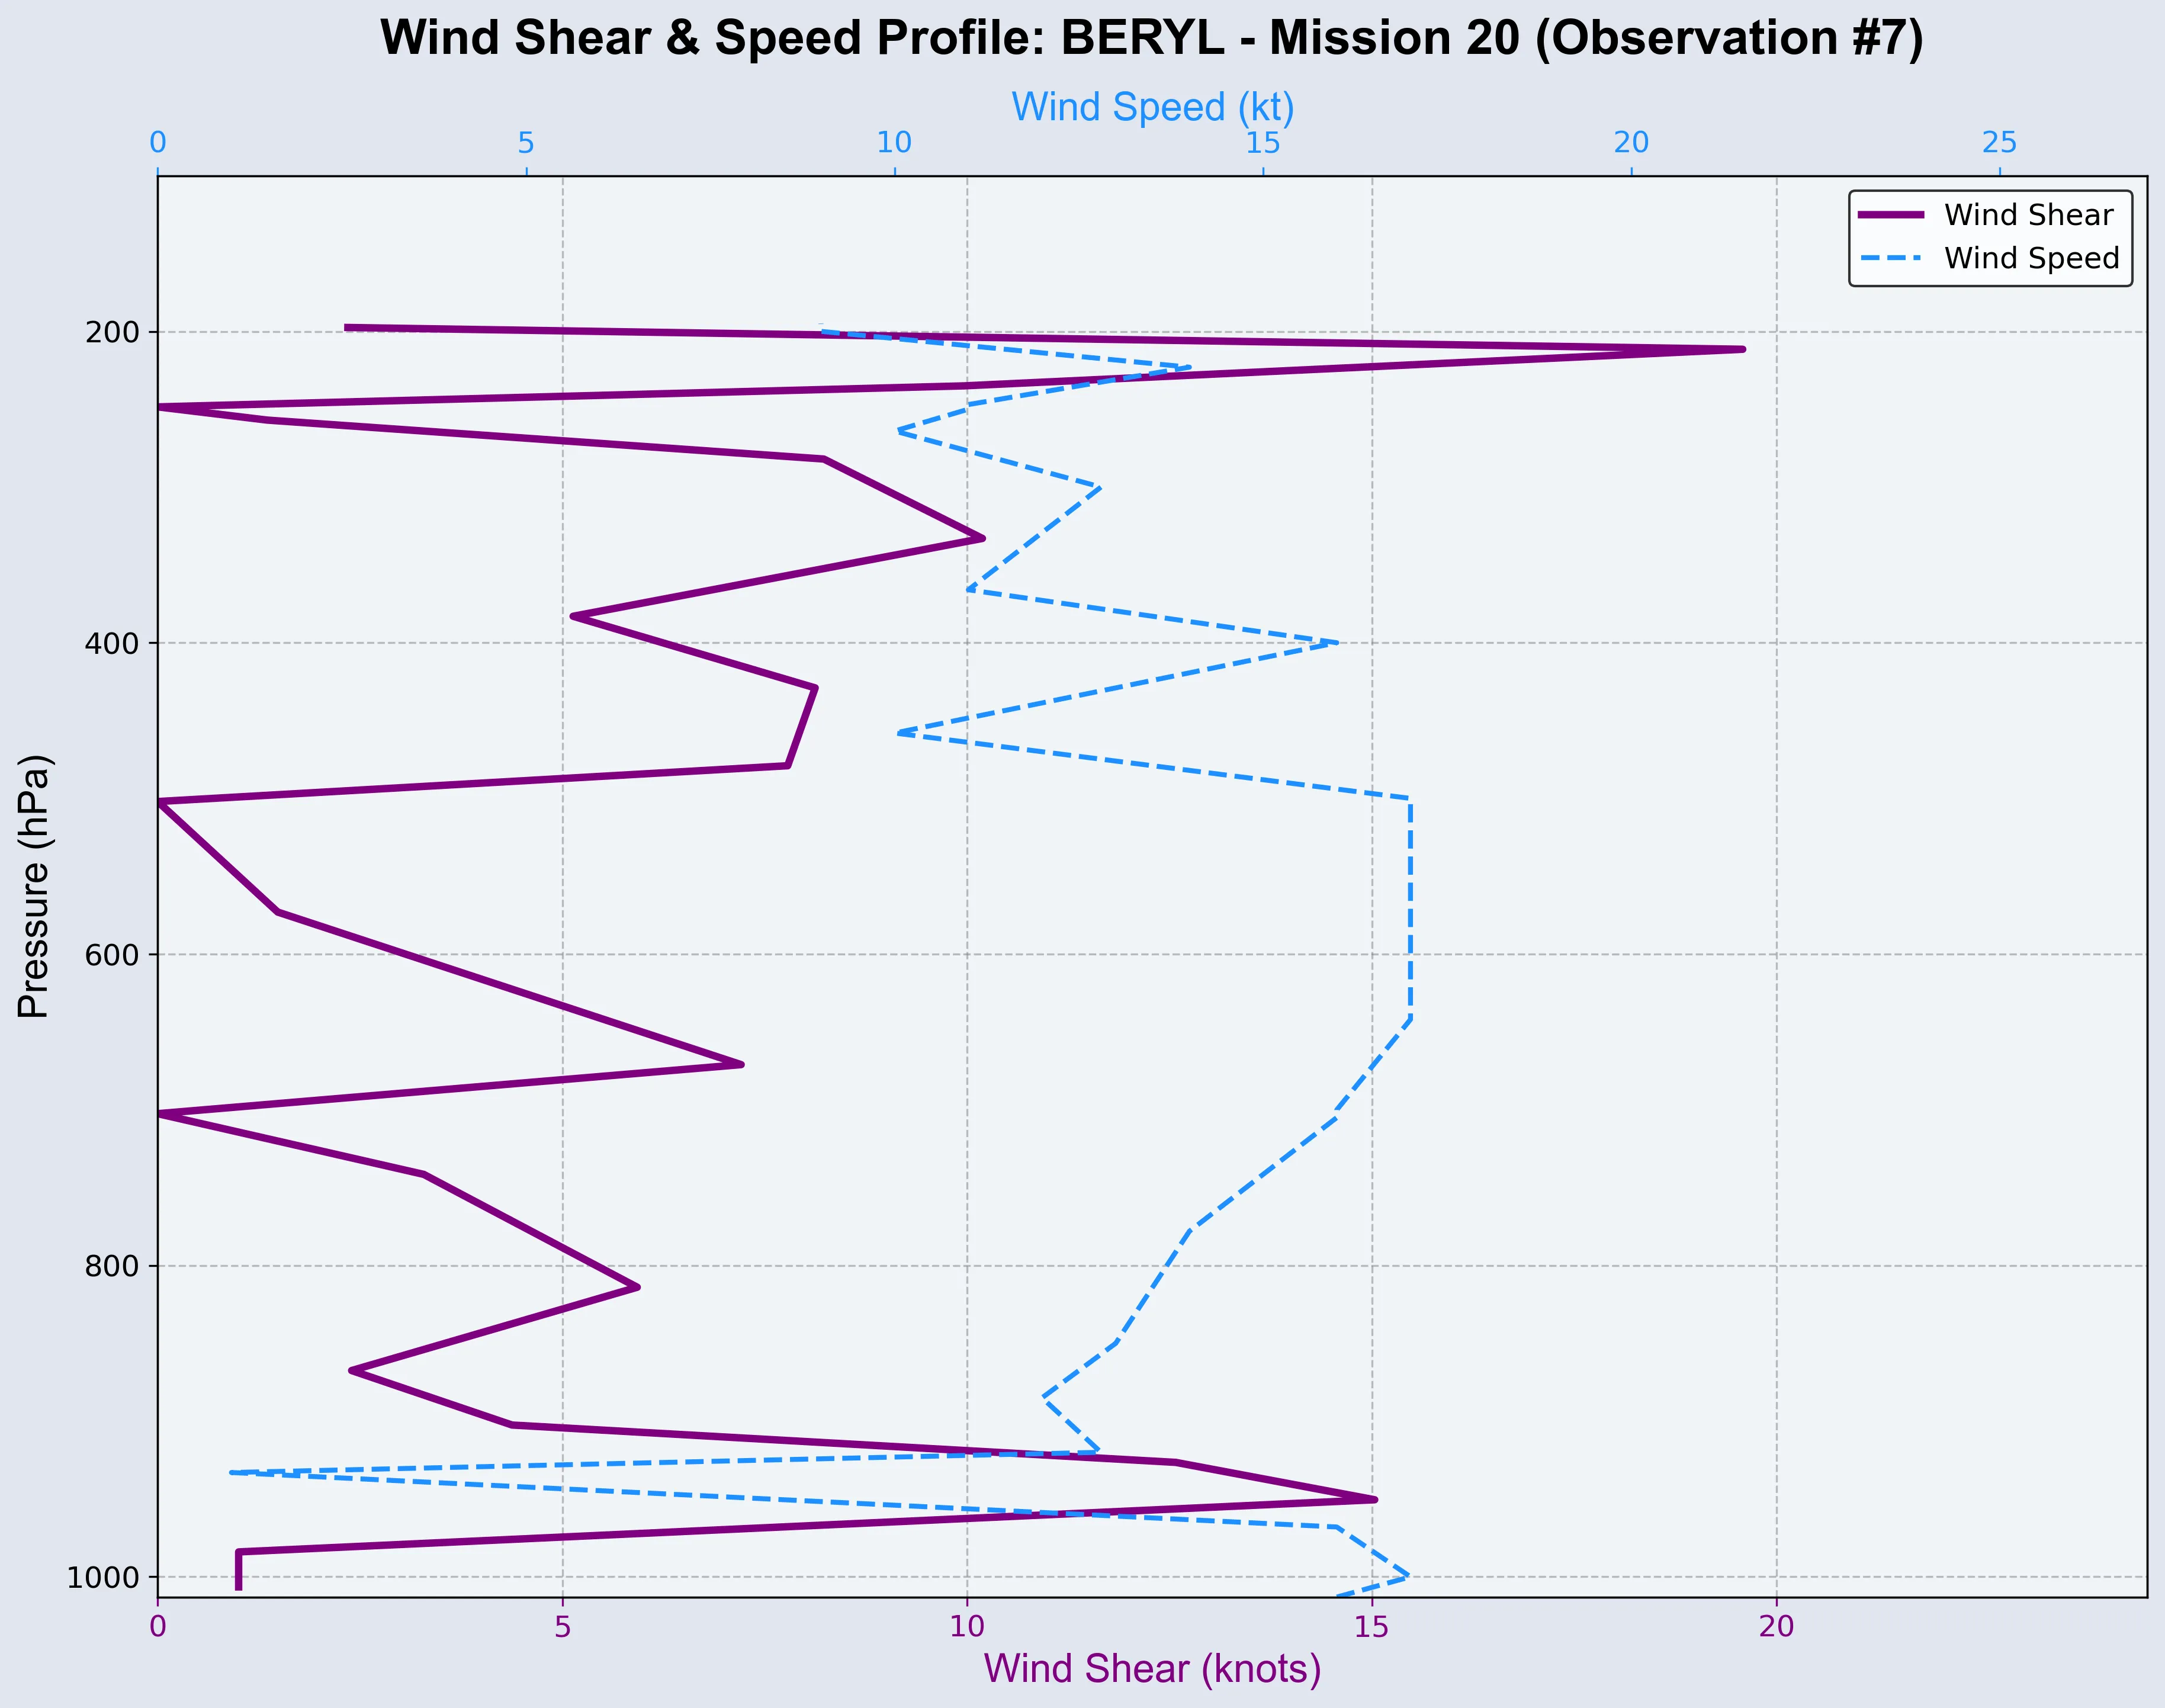 Wind Shear & Speed Profile: BERYL - Mission 20 (Observation #7)
Wind Speed (kt)
0 5 10 15 20 25
Wind Shear
Wind Speed
200
400
600
800
1000
Pressure (hPa)
0 5 10 15 20
Wind Shear (knots)